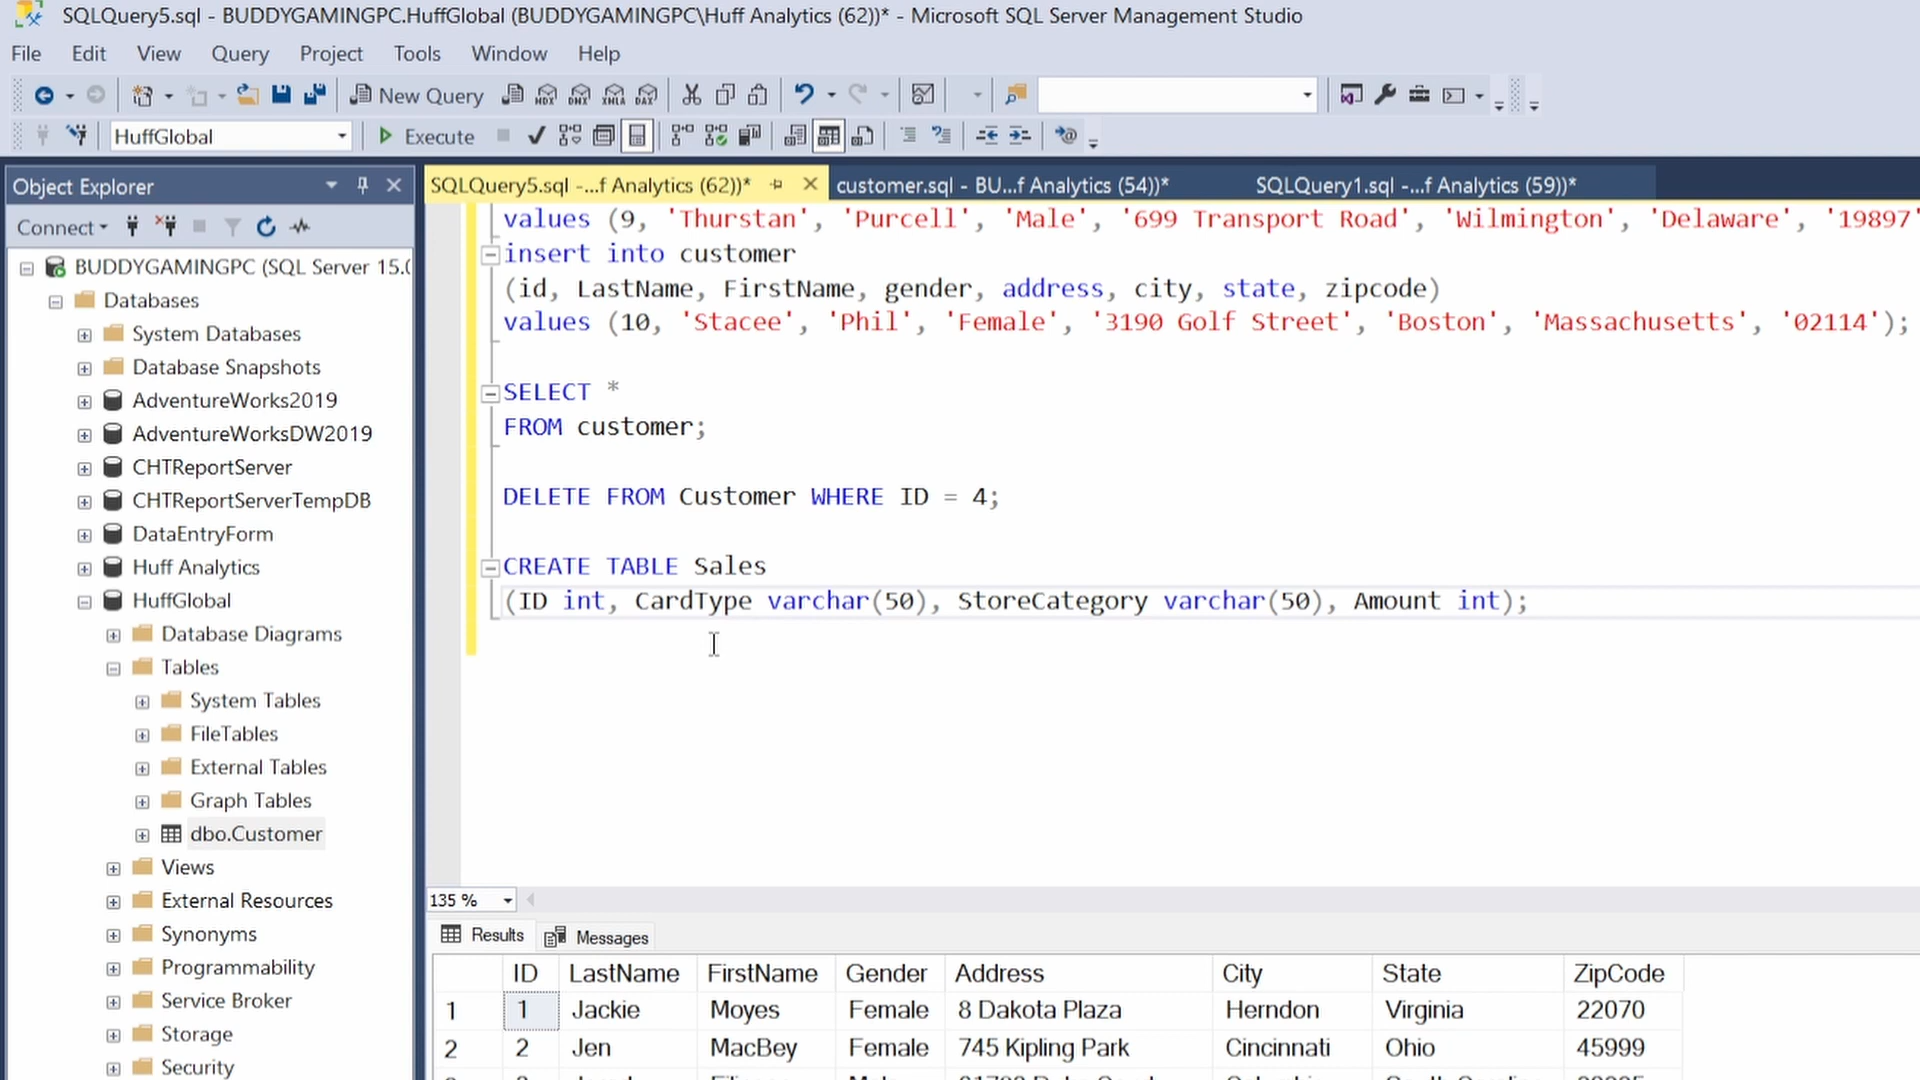 SQLQuery5.sql - BUDDYGAMINGPC.HuffGlobal (BUDDYGAMINGPC\Huff Analytics (62))* - Microsoft SQL Server Management Studio
File Edit View Query Project Tools Window Help
New Query MDX DMX XMLA DAX
HuffGlobal Execute
Object Explorer
Connect
BUDDYGAMINGPC (SQL Server 15.0
Databases
System Databases
Database Snapshots
AdventureWorks2019
AdventureWorksDW2019
CHTReportServer
CHTReportServerTempDB
DataEntryForm
Huff Analytics
HuffGlobal
Database Diagrams
Tables
System Tables
FileTables
External Tables
Graph Tables
dbo.Customer
Views
External Resources
Synonyms
Programmability
Service Broker
Storage
Security
SQLQuery5.sql -...f Analytics (62))* customer.sql - BU...f Analytics (54))* SQLQuery1.sql -...f Analytics (59))*
values (9, 'Thurstan', 'Purcell', 'Male', '699 Transport Road', 'Wilmington', 'Delaware', '19897'
insert into customer
(id, LastName, FirstName, gender, address, city, state, zipcode)
values (10, 'Stacee', 'Phil', 'Female', '3190 Golf Street', 'Boston', 'Massachusetts', '02114');
SELECT *
FROM customer;
DELETE FROM Customer WHERE ID = 4;
CREATE TABLE Sales
(ID int, CardType varchar(50), StoreCategory varchar(50), Amount int);
135 %
Results Messages
ID LastName FirstName Gender Address City State ZipCode
1 1 Jackie Moyes Female 8 Dakota Plaza Herndon Virginia 22070
2 2 Jen MacBey Female 745 Kipling Park Cincinnati Ohio 45999